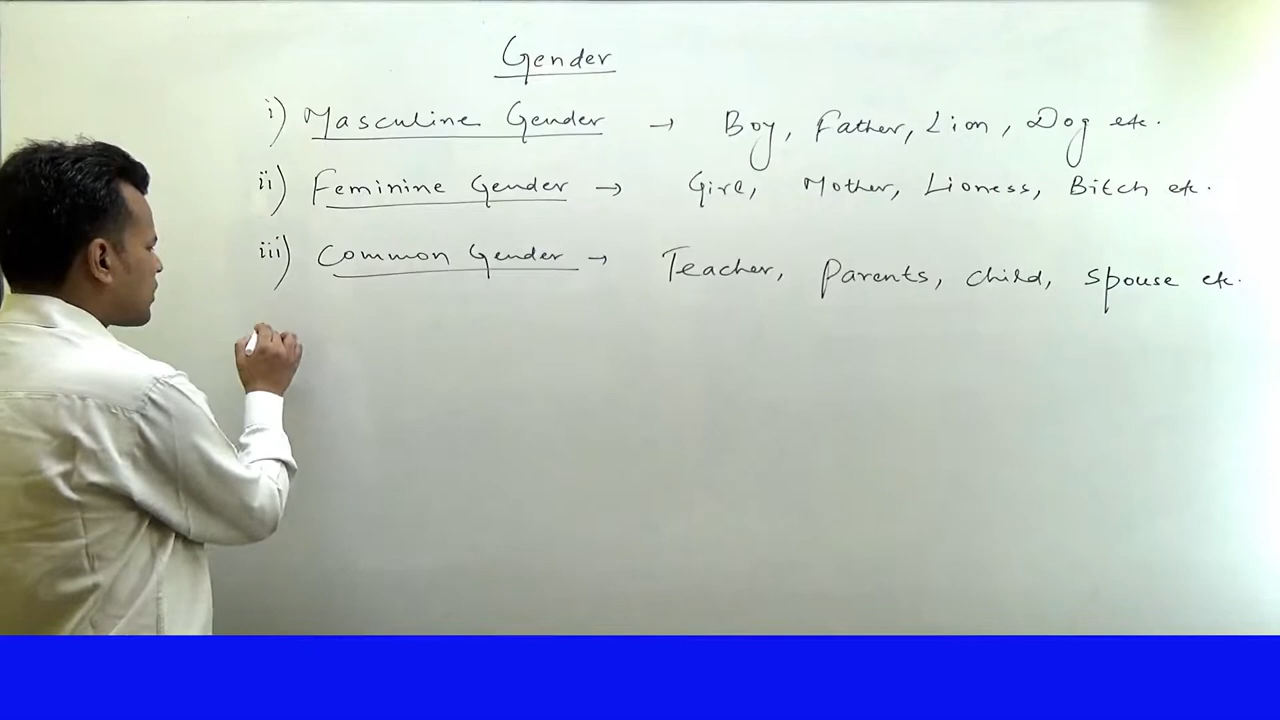 Gender
i) Masculine Gender → Boy, Father, Lion, Dog etc.
ii) Feminine Gender → Girl, Mother, Lioness, Bitch etc.
iii) Common Gender → Teacher, Parents, Child, Spouse etc.